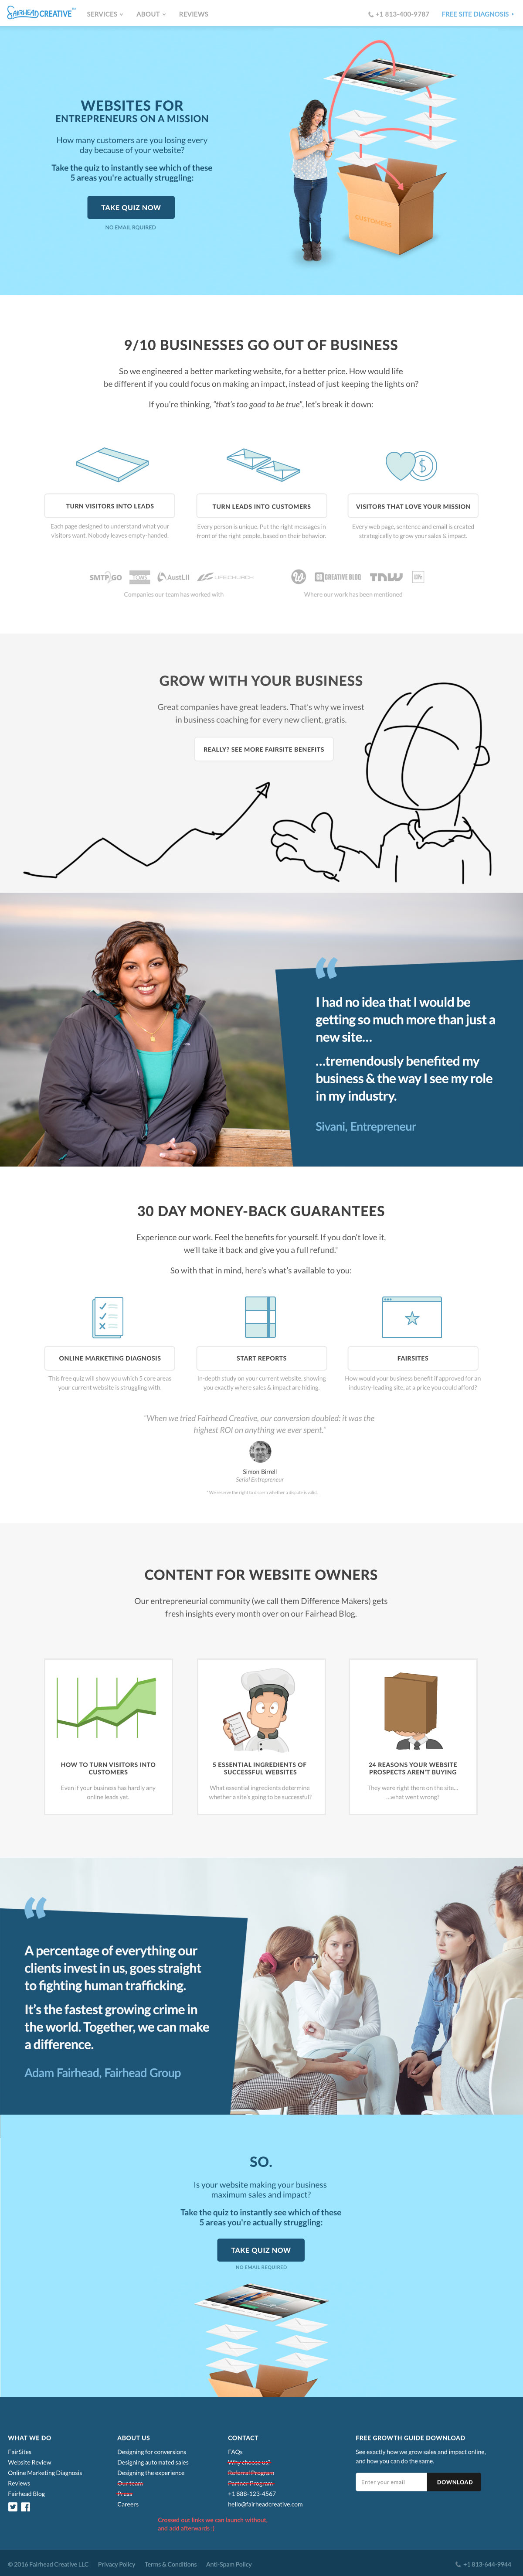 FAIRHEAD CREATIVE™
SERVICES
ABOUT
REVIEWS
+1 813-400-9787
FREE SITE DIAGNOSIS
WEBSITES FOR
ENTREPRENEURS ON A MISSION
How many customers are you losing every
day because of your website?
Take the quiz to instantly see which of these
5 areas you're actually struggling:
TAKE QUIZ NOW
NO EMAIL RQUIRED
CUSTOMERS
9/10 BUSINESSES GO OUT OF BUSINESS
So we engineered a better marketing website, for a better price. How would life
be different if you could focus on making an impact, instead of just keeping the lights on?
If you're thinking, "that's too good to be true", let's break it down:
TURN VISITORS INTO LEADS
Each page designed to understand what your
visitors want. Nobody leaves empty-handed.
TURN LEADS INTO CUSTOMERS
Every person is unique. Put the right messages in
front of the right people, based on their behavior.
$
VISITORS THAT LOVE YOUR MISSION
Every web page, sentence and email is created
strategically to grow your sales & impact.
SMTP2GO
AustLII
LIFECHURCH
CREATIVE BLOQ
TNW
Companies our team has worked with
Where our work has been mentioned
GROW WITH YOUR BUSINESS
Great companies have great leaders. That's why we invest
in business coaching for every new client, gratis.
REALLY? SEE MORE FAIRSITE BENEFITS
“
I had no idea that I would be
getting so much more than just a
new site…
…tremendously benefited my
business & the way I see my role
in my industry.
Sivani, Entrepreneur
30 DAY MONEY-BACK GUARANTEES
Experience our work. Feel the benefits for yourself. If you don't love it,
we'll take it back and give you a full refund.*
So with that in mind, here's what's available to you:
ONLINE MARKETING DIAGNOSIS
This free quiz will show you which 5 core areas
your current website is struggling with.
START REPORTS
In-depth study on your current website, showing
you exactly where sales & impact are hiding.
FAIRSITES
How would your business benefit if approved for an
industry-leading site, at a price you could afford?
"When we tried Fairhead Creative, our conversion doubled: it was the
highest ROI on anything we ever spent."
Simon Birrell
Serial Entrepreneur
* We reserve the right to discern whether a dispute is valid.
CONTENT FOR WEBSITE OWNERS
Our entrepreneurial community (we call them Difference Makers) gets
fresh insights every month over on our Fairhead Blog.
HOW TO TURN VISITORS INTO
CUSTOMERS
Even if your business has hardly any
online leads yet.
5 ESSENTIAL INGREDIENTS OF
SUCCESSFUL WEBSITES
What essential ingredients determine
whether a site's going to be successful?
24 REASONS YOUR WEBSITE
PROSPECTS AREN'T BUYING
They were right there on the site…
…what went wrong?
“
A percentage of everything our
clients invest in us, goes straight
to fighting human trafficking.
It's the fastest growing crime in
the world. Together, we can make
a difference.
Adam Fairhead, Fairhead Group
SO.
Is your website making your business
maximum sales and impact?
Take the quiz to instantly see which of these
5 areas you're actually struggling:
TAKE QUIZ NOW
NO EMAIL REQUIRED
WHAT WE DO
FairSites
Website Review
Online Marketing Diagnosis
Reviews
Fairhead Blog
ABOUT US
Designing for conversions
Designing automated sales
Designing the experience
Our team
Press
Careers
CONTACT
FAQs
Why choose us?
Referral Program
Partner Program
+1 888-123-4567
hello@fairheadcreative.com
Crossed out links we can launch without,
and add afterwards :)
FREE GROWTH GUIDE DOWNLOAD
See exactly how we grow sales and impact online,
and how you can do the same.
Enter your email
DOWNLOAD
© 2016 Fairhead Creative LLC
Privacy Policy
Terms & Conditions
Anti-Spam Policy
+1 813-644-9944